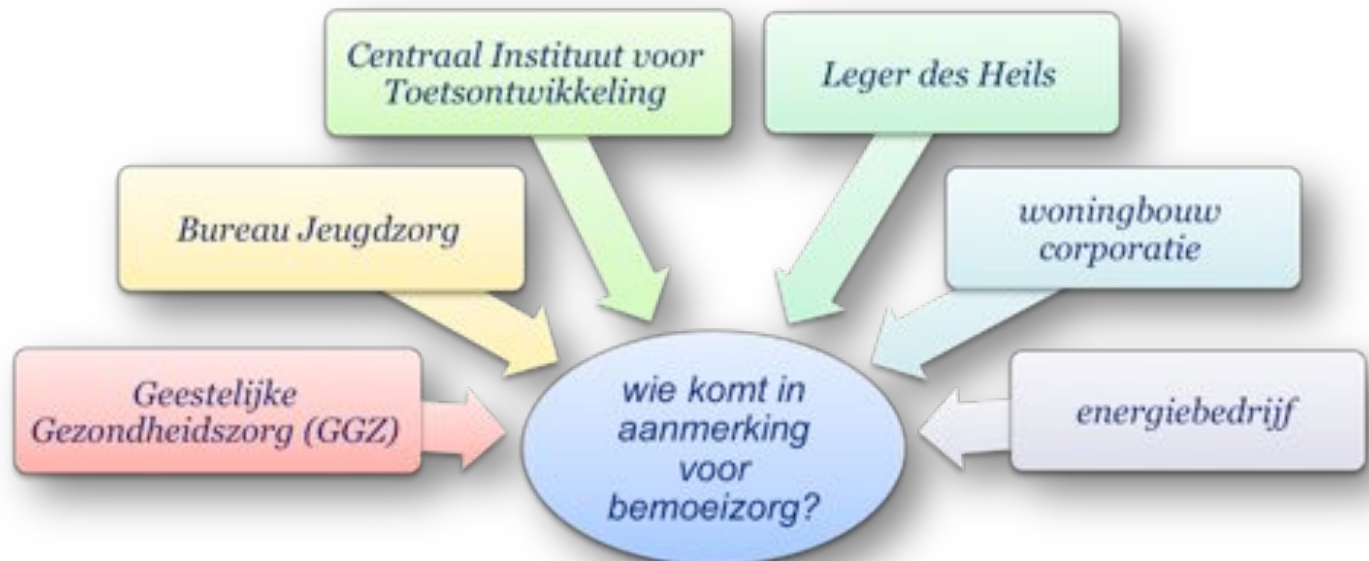 Centraal Instituut voor
Toetsontwikkeling
Leger des Heils
Bureau Jeugdzorg
woningbouw
corporatie
Geestelijke
Gezondheidszorg (GGZ)
energiebedrijf
wie komt in
aanmerking
voor
bemoeizorg?